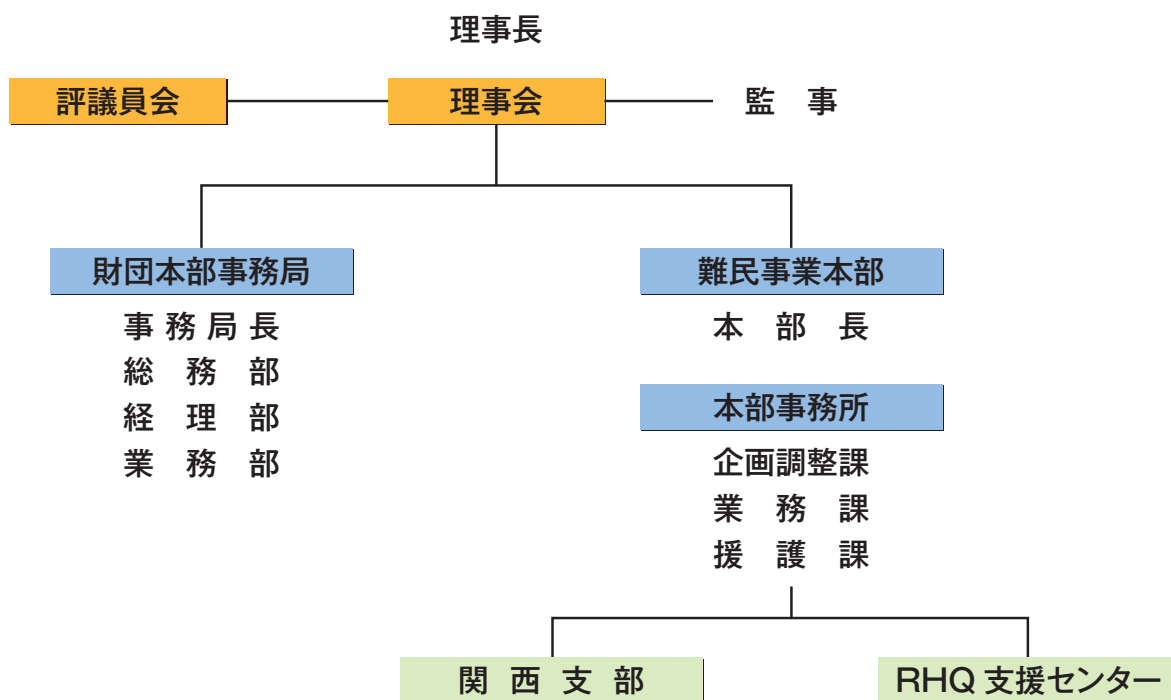 理事長
評議員会
理事会
監 事
財団本部事務局
事務局長
総 務 部
経 理 部
業 務 部
難民事業本部
本 部 長
本部事務所
企画調整課
業 務 課
援 護 課
関 西 支 部
RHQ 支援センター